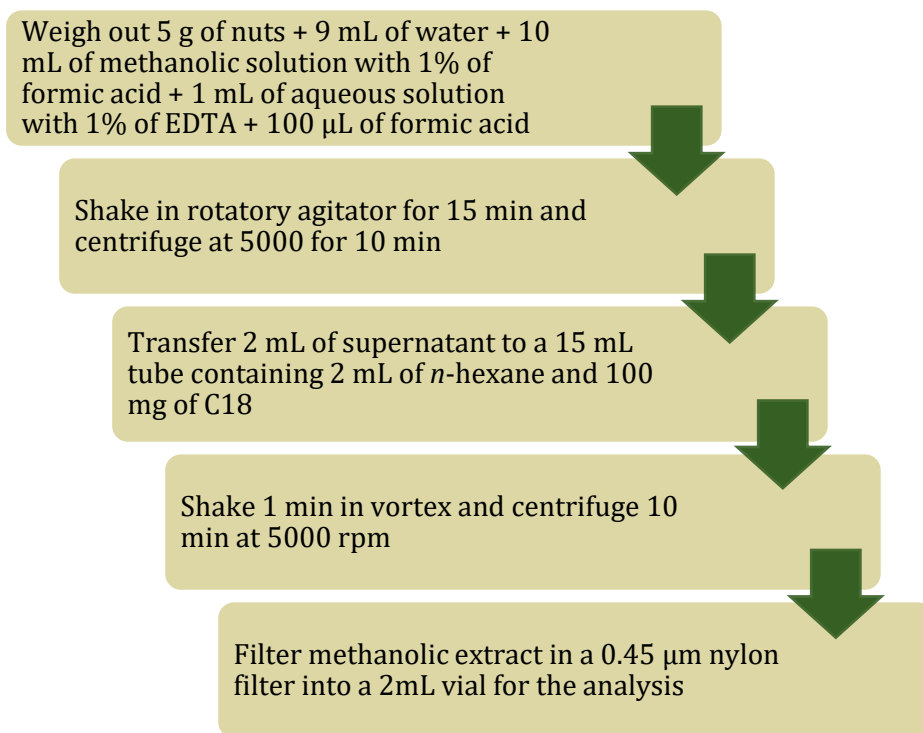 Weigh out 5 g of nuts + 9 mL of water + 10
mL of methanolic solution with 1% of
formic acid + 1 mL of aqueous solution
with 1% of EDTA + 100 µL of formic acid
Shake in rotatory agitator for 15 min and
centrifuge at 5000 for 10 min
Transfer 2 mL of supernatant to a 15 mL
tube containing 2 mL of n-hexane and 100
mg of C18
Shake 1 min in vortex and centrifuge 10
min at 5000 rpm
Filter methanolic extract in a 0.45 µm nylon
filter into a 2mL vial for the analysis